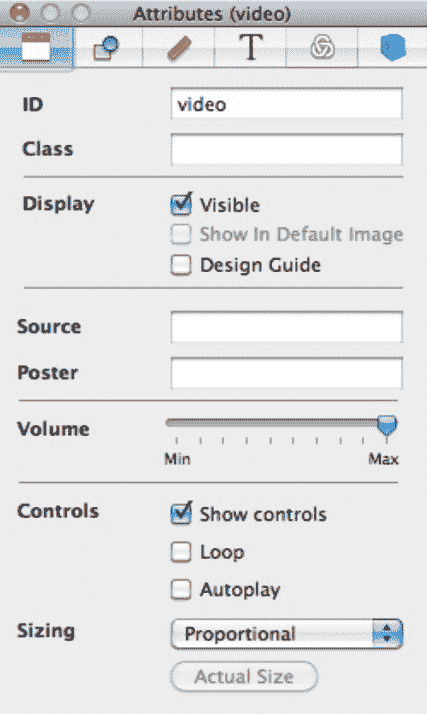 Attributes (video)
T
ID video
Class
Display Visible
Show In Default Image
Design Guide
Source
Poster
Volume
Min Max
Controls Show controls
Loop
Autoplay
Sizing Proportional
Actual Size